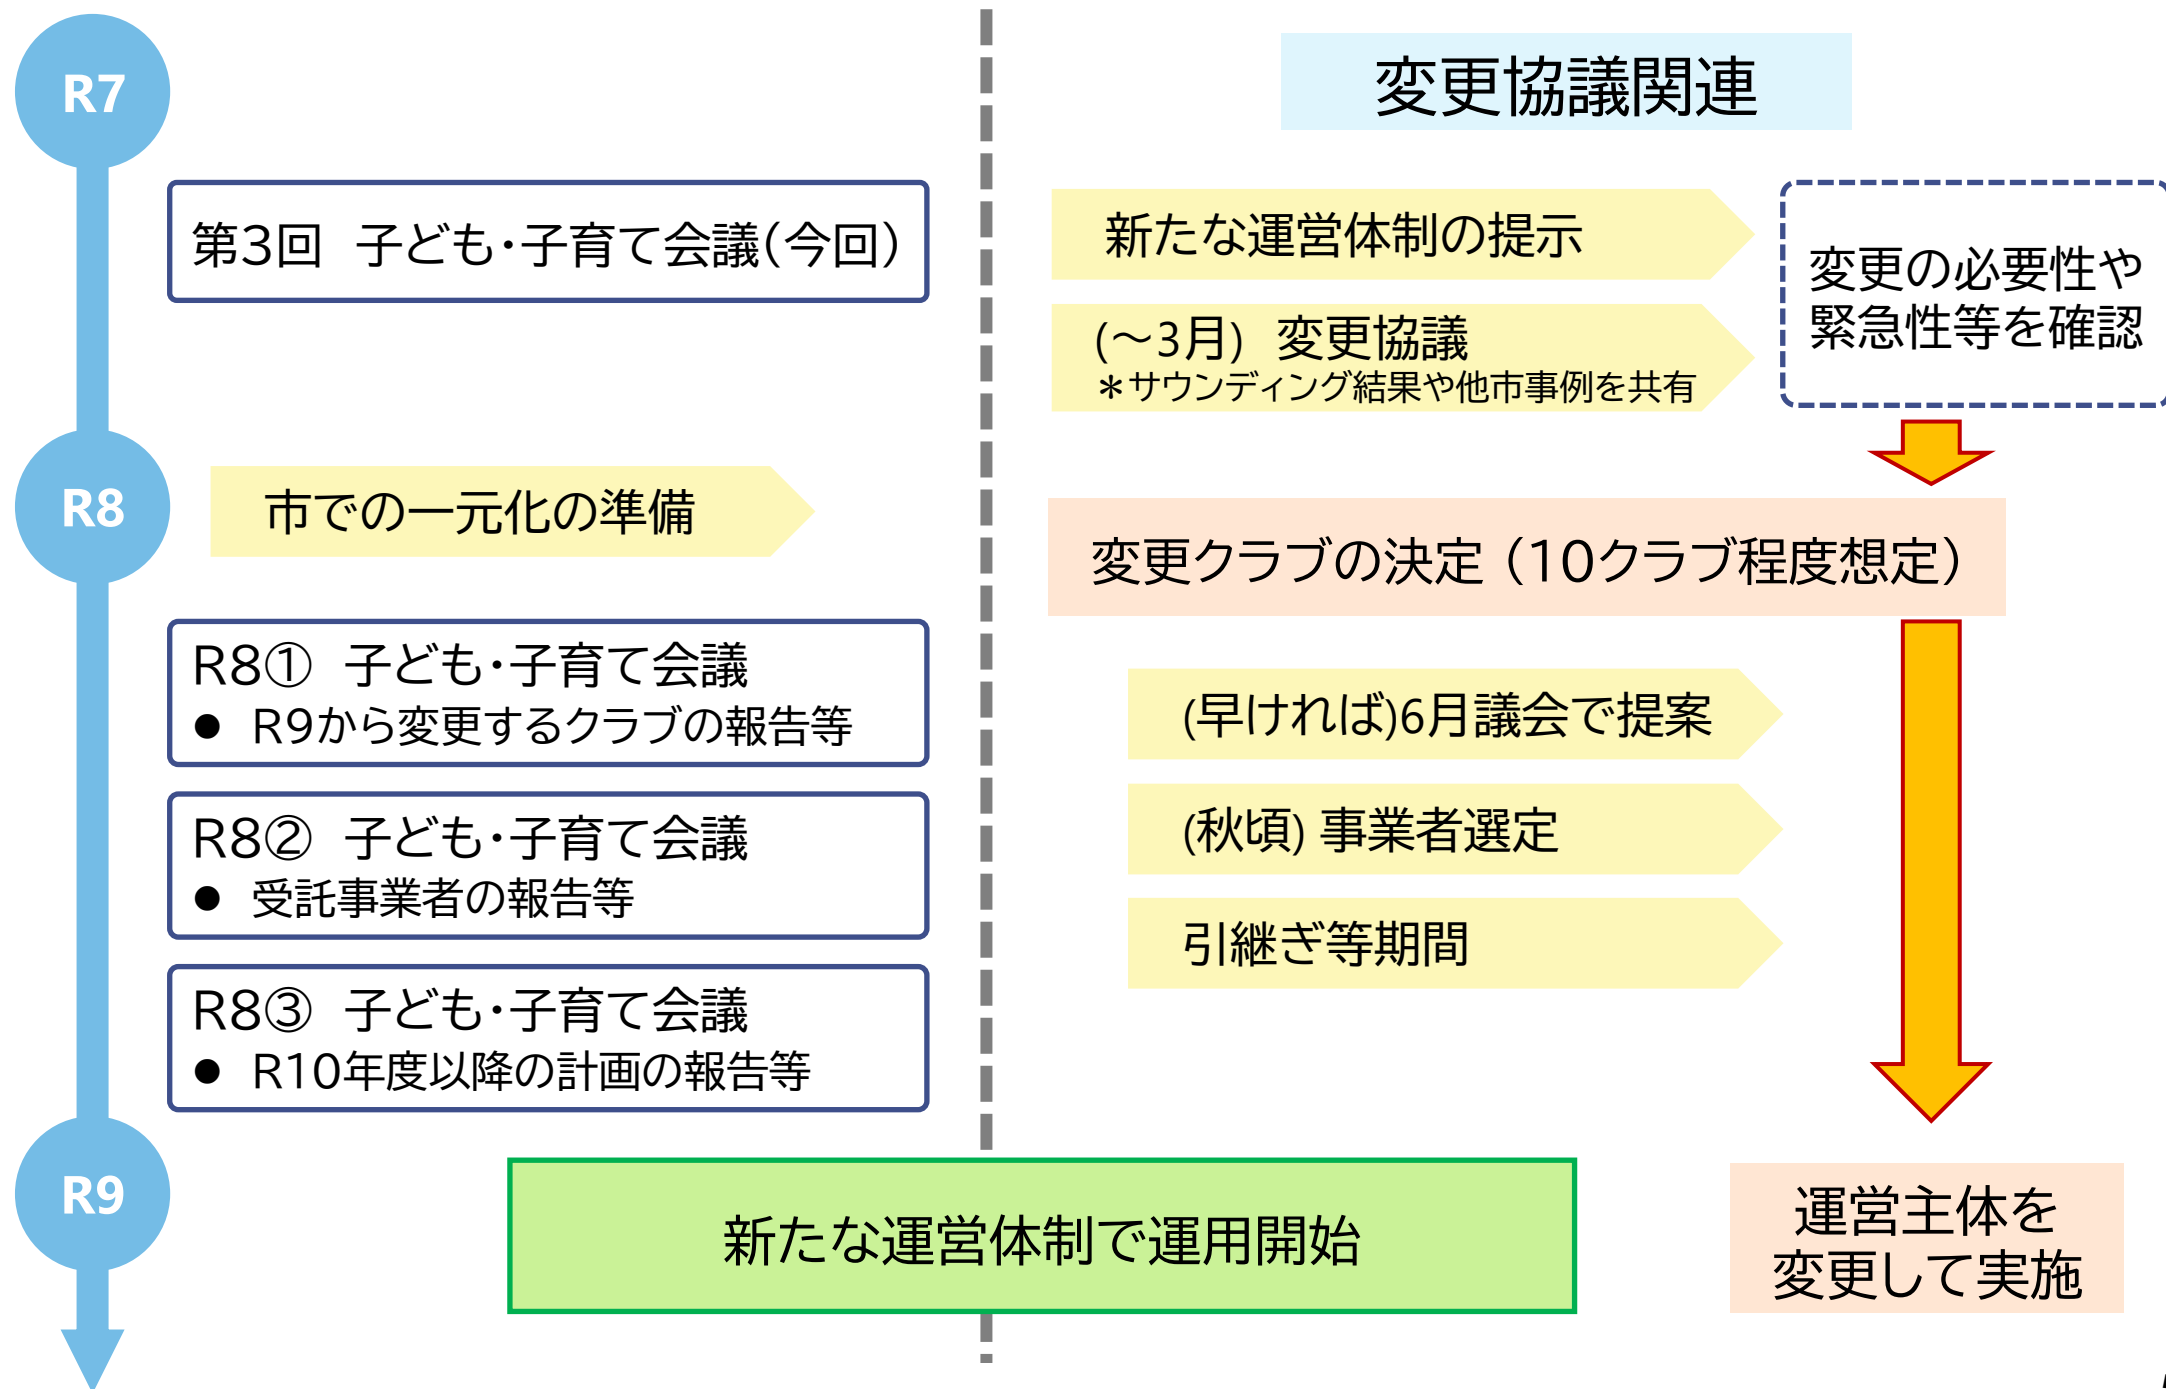 R7
第3回　子ども・子育て会議（今回）
R8
市での一元化の準備
R8①　子ども・子育て会議
● R9から変更するクラブの報告等
R8②　子ども・子育て会議
● 受託事業者の報告等
R8③　子ども・子育て会議
● R10年度以降の計画の報告等
R9
変更協議関連
新たな運営体制の提示
(～3月)　変更協議
＊サウンディング結果や他市事例を共有
変更の必要性や
緊急性等を確認
変更クラブの決定（10クラブ程度想定）
(早ければ)6月議会で提案
(秋頃) 事業者選定
引継ぎ等期間
新たな運営体制で運用開始
運営主体を
変更して実施